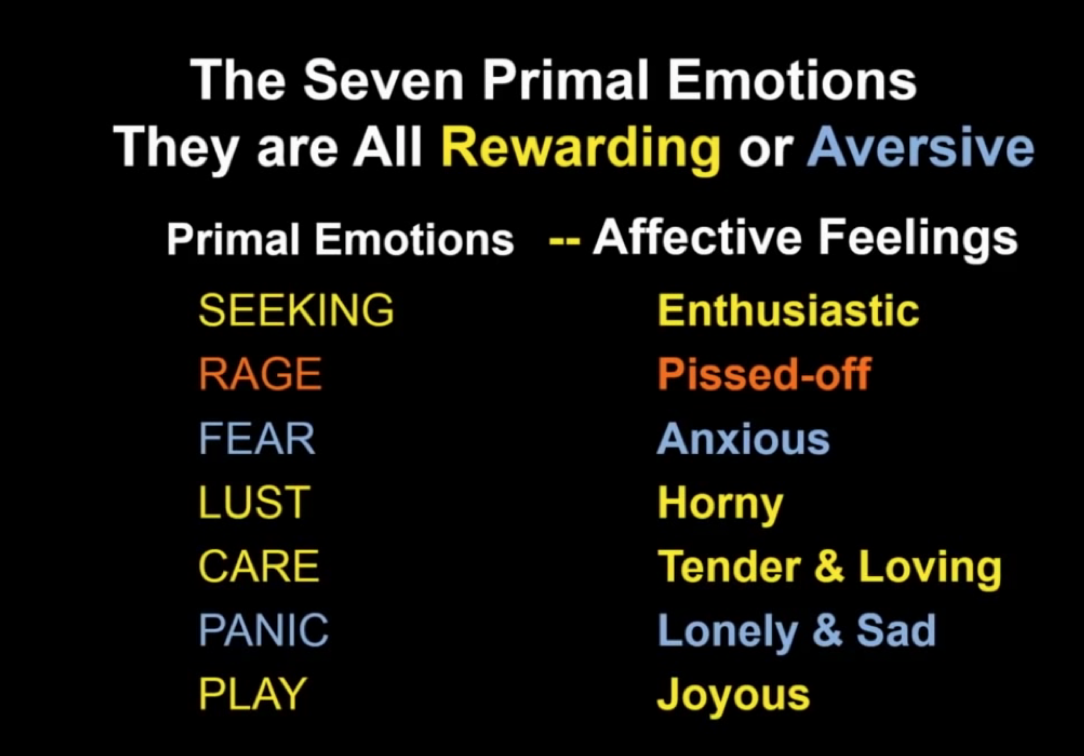 The Seven Primal Emotions
They are All Rewarding or Aversive
Primal Emotions -- Affective Feelings
SEEKING Enthusiastic
RAGE Pissed-off
FEAR Anxious
LUST Horny
CARE Tender & Loving
PANIC Lonely & Sad
PLAY Joyous